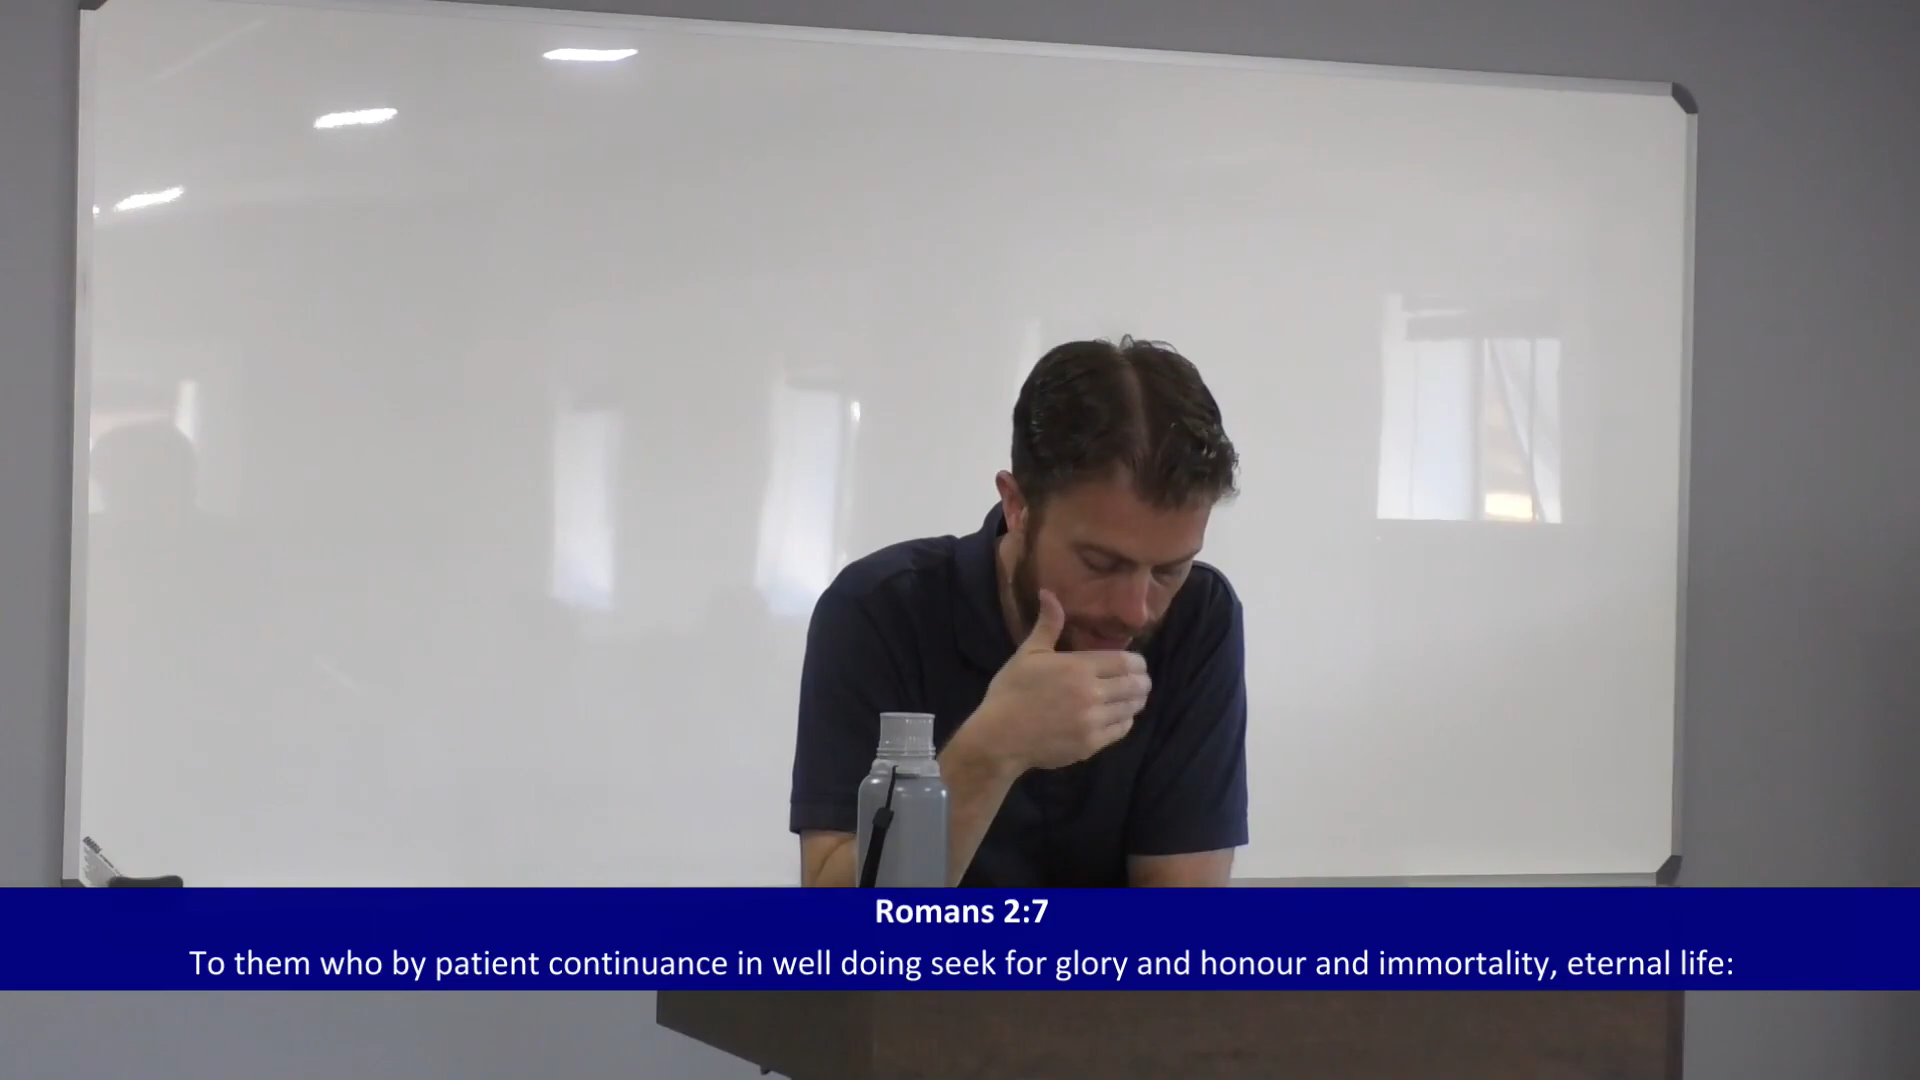 Romans 2:7
To them who by patient continuance in well doing seek for glory and honour and immortality, eternal life: